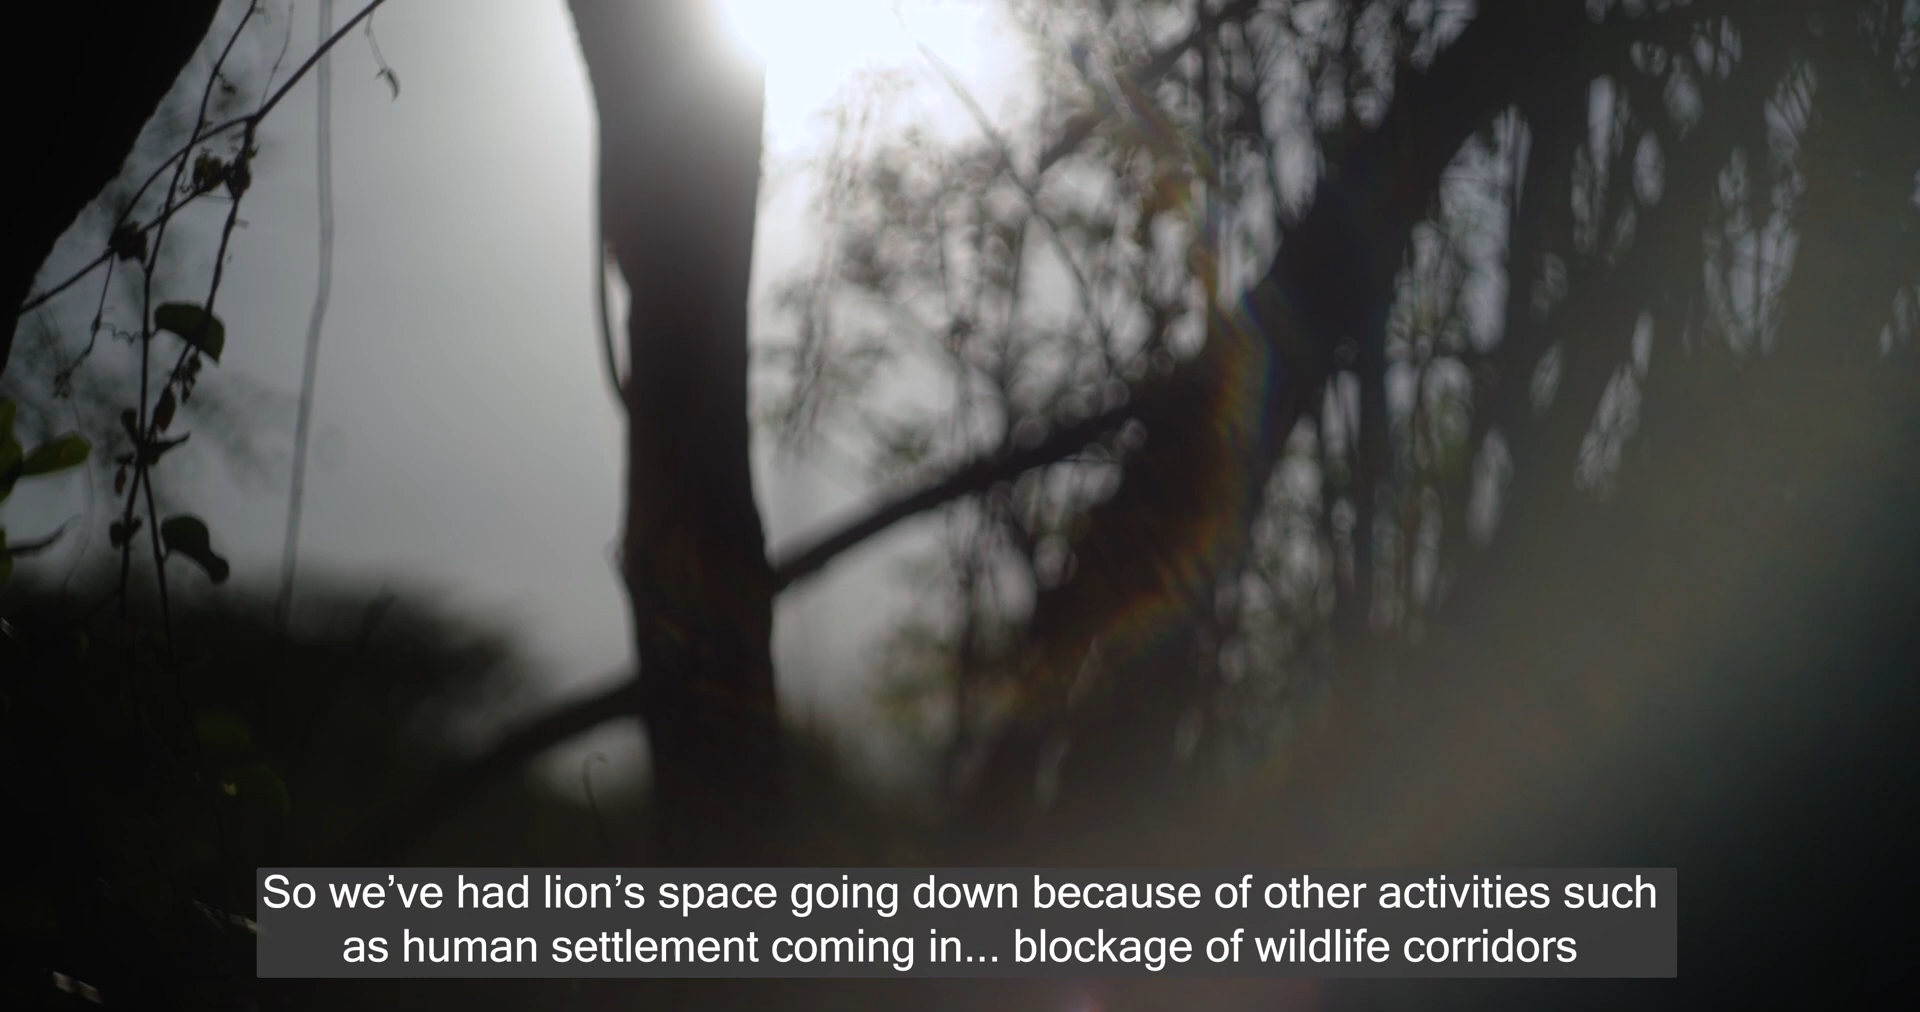 So we’ve had lion’s space going down because of other activities such
as human settlement coming in... blockage of wildlife corridors